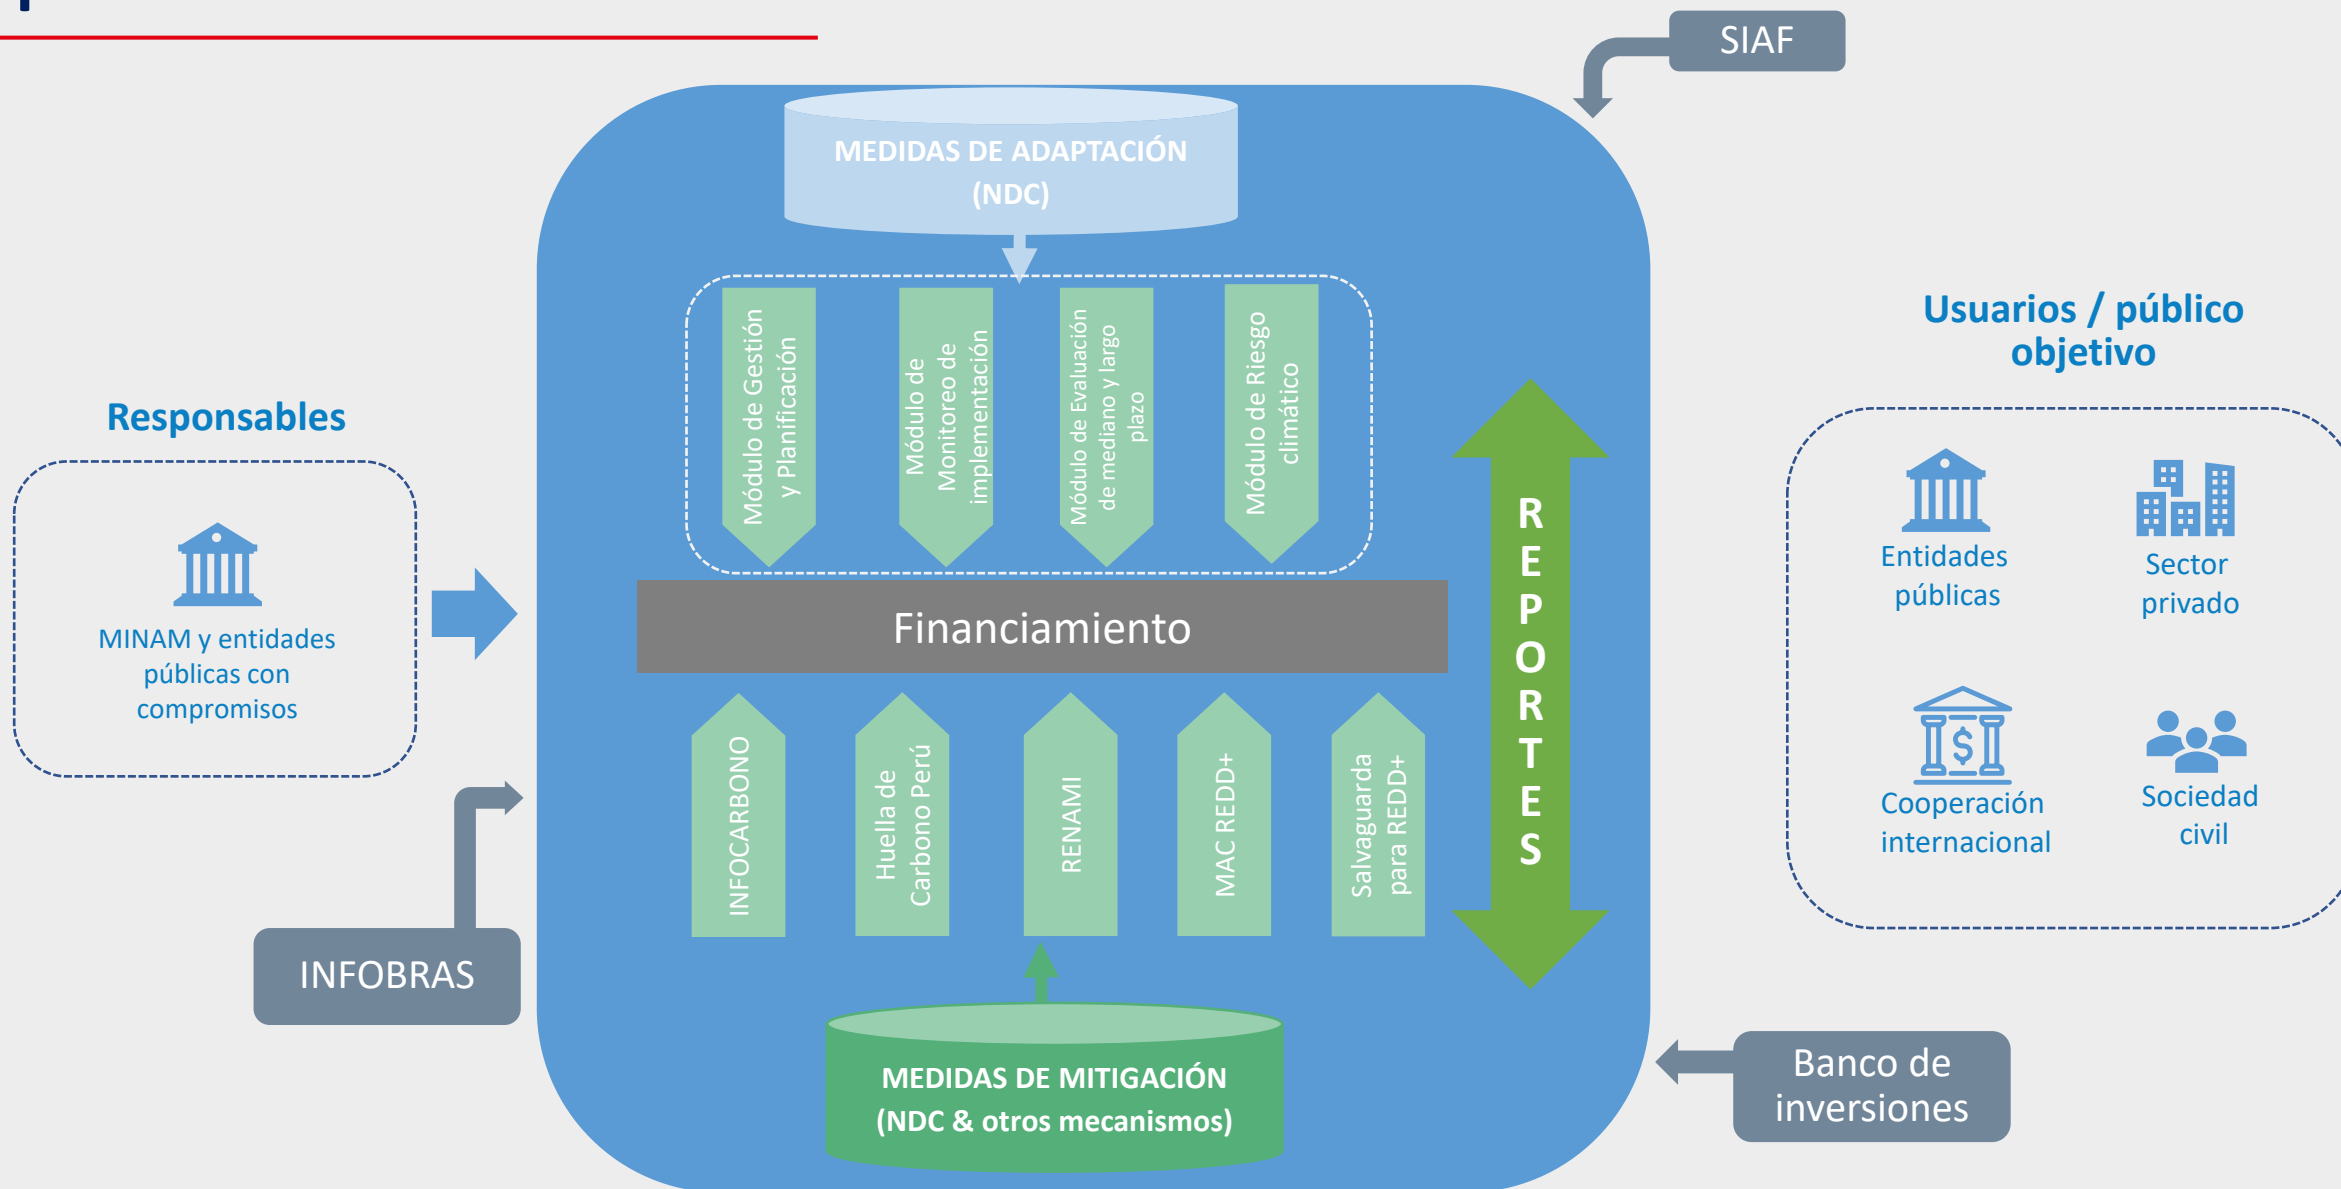 SIAF
MEDIDAS DE ADAPTACIÓN
(NDC)
Módulo de Gestión
y Planificación
Módulo de
Monitoreo de
implementación
Módulo de Evaluación
de mediano y largo
plazo
Módulo de Riesgo
climático
Responsables
MINAM y entidades
públicas con
compromisos
Financiamiento
REPORTES
Usuarios / público
objetivo
Entidades
públicas
Sector
privado
Cooperación
internacional
Sociedad
civil
INFOCARBONO
Huella de
Carbono Perú
RENAMI
MAC REDD+
Salvaguarda
para REDD+
INFOBRAS
MEDIDAS DE MITIGACIÓN
(NDC & otros mecanismos)
Banco de
inversiones